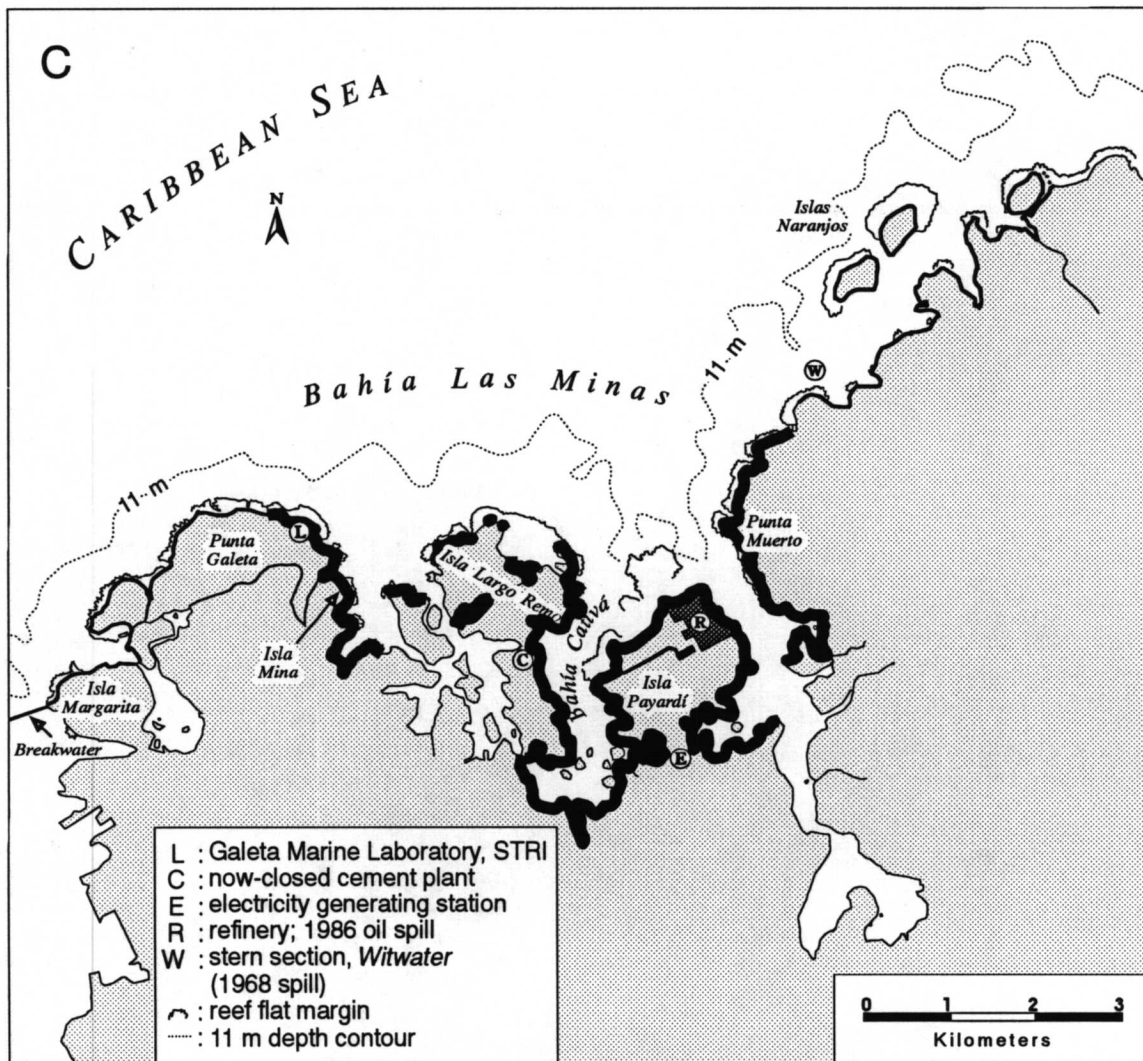 C
CARIBBEAN SEA
N
Islas
Naranjos
11 m
W
Bahía Las Minas
11 m
Punta
Galeta
L
Punta
Muerto
Isla Largo Remo
Bahía Cativá
R
C
Isla
Mina
Isla
Payardí
Isla
Margarita
Breakwater
E
L : Galeta Marine Laboratory, STRI
C : now-closed cement plant
E : electricity generating station
R : refinery; 1986 oil spill
W : stern section, Witwater
(1968 spill)
: reef flat margin
: 11 m depth contour
0 1 2 3
Kilometers